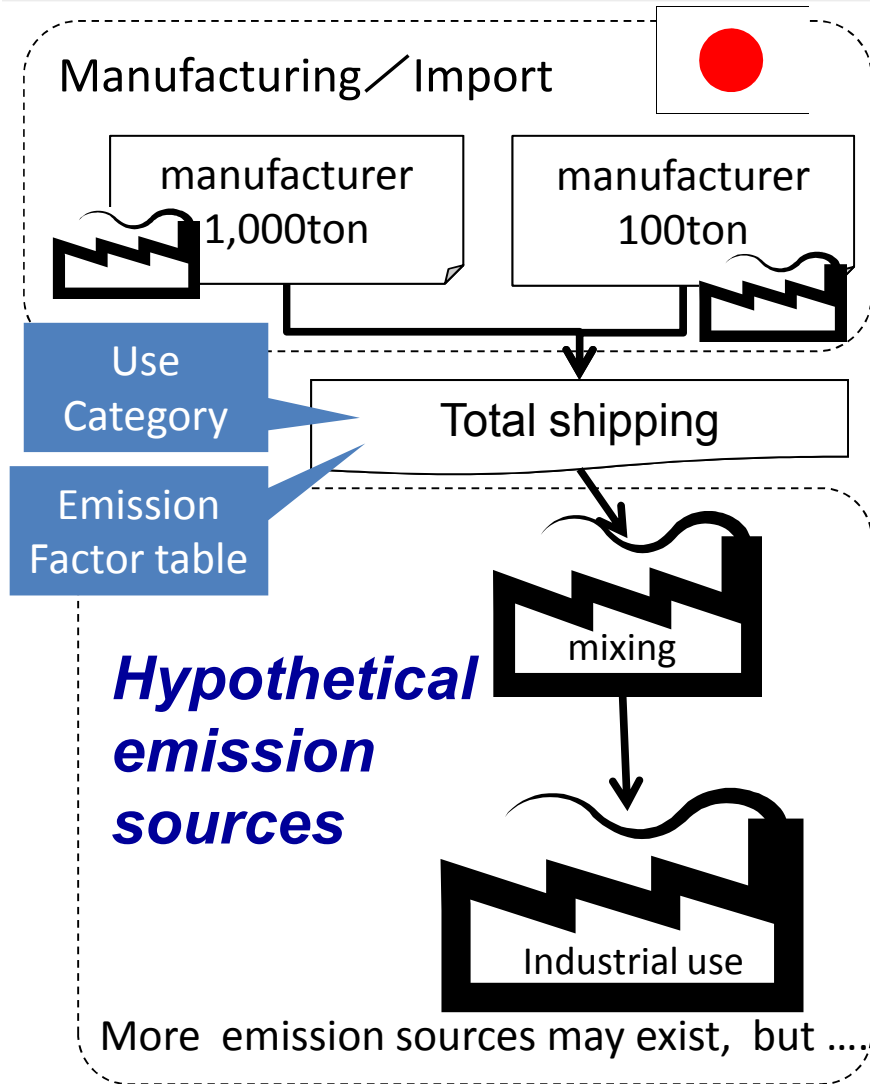 Manufacturing／Import
manufacturer
1,000ton
manufacturer
100ton
Use
Category
Total shipping
Emission
Factor table
mixing
Hypothetical
emission
sources
Industrial use
More emission sources may exist, but ....